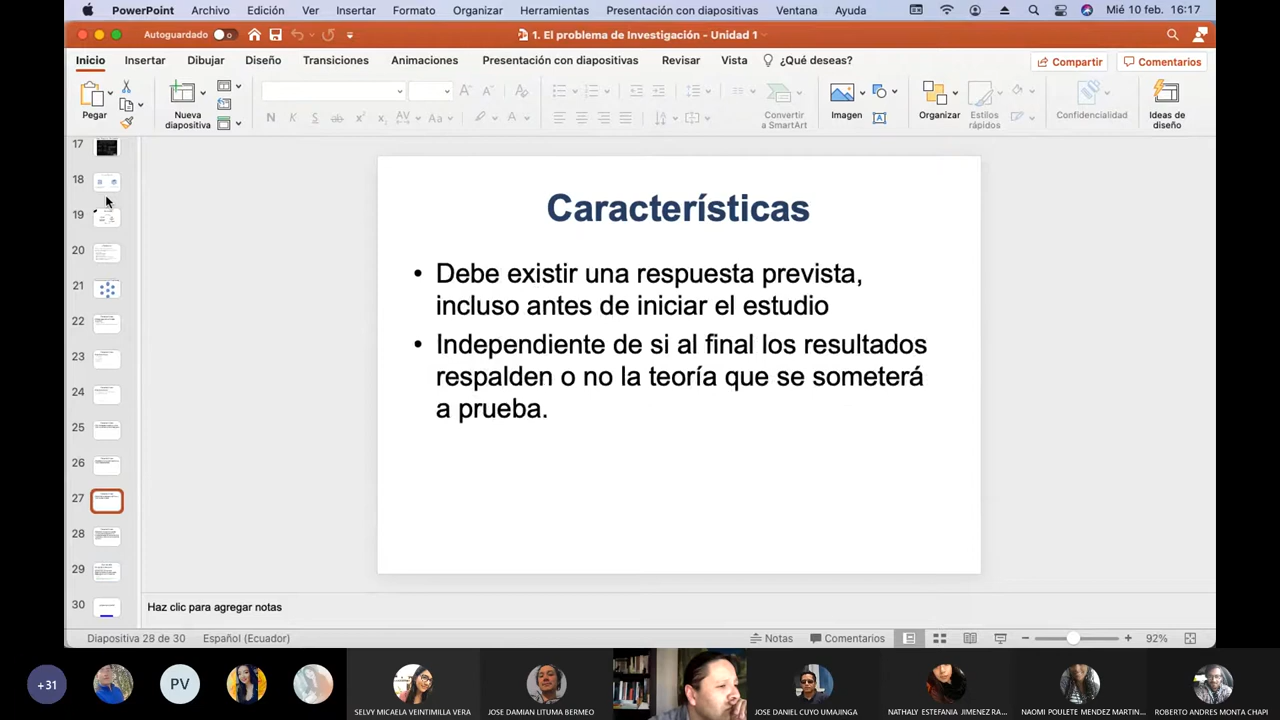 PowerPoint Archivo Edición Ver Insertar Formato Organizar Herramientas Presentación con diapositivas Ventana Ayuda Mié 10 feb. 16:17
Autoguardado 1. El problema de Investigación - Unidad 1
Inicio Insertar Dibujar Diseño Transiciones Animaciones Presentación con diapositivas Revisar Vista ¿Qué desea? Compartir Comentarios
Pegar
Nueva
diapositiva
N K S
Convertir
a SmartArt
Imagen
Organizar
Estilos
rápidos
Confidencialidad
Ideas de
diseño
17
18
19
20
21
22
23
24
25
26
27
28
29
30
Características
• Debe existir una respuesta prevista,
incluso antes de iniciar el estudio
• Independiente de si al final los resultados
respalden o no la teoría que se someterá
a prueba.
Haz clic para agregar notas
Diapositiva 28 de 30 Español (Ecuador) Notas Comentarios 92%
+31
PV
SELVY MICAELA VEINTIMILLA VERA
JOSE DAMIAN LITUMA BERMEO
JOSE DANIEL CUYO UMAJINGA
NATHALY ESTEFANIA JIMENEZ RA...
NAOMI POULETE MENDEZ MARTIN...
ROBERTO ANDRES MONTA CHAPI